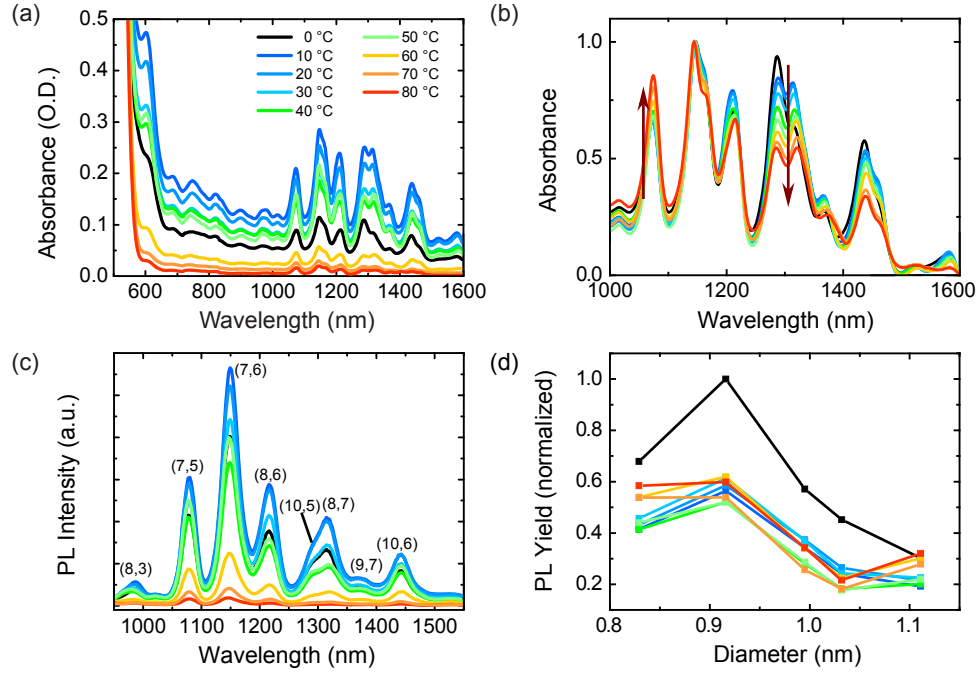 (a)
0.5
0.4
0.3
0.2
0.1
0.0
Absorbance (O.D.)
0 °C
10 °C
20 °C
30 °C
40 °C
50 °C
60 °C
70 °C
80 °C
600 800 1000 1200 1400 1600
Wavelength (nm)
(b)
1.0
0.5
0.0
Absorbance
1000 1200 1400 1600
Wavelength (nm)
(c)
PL Intensity (a.u.)
(8,3)
(7,5)
(7,6)
(8,6)
(10,5)
(8,7)
(9,7)
(10,6)
1000 1100 1200 1300 1400 1500
Wavelength (nm)
(d)
1.0
0.8
0.6
0.4
0.2
PL Yield (normalized)
0.8 0.9 1.0 1.1
Diameter (nm)